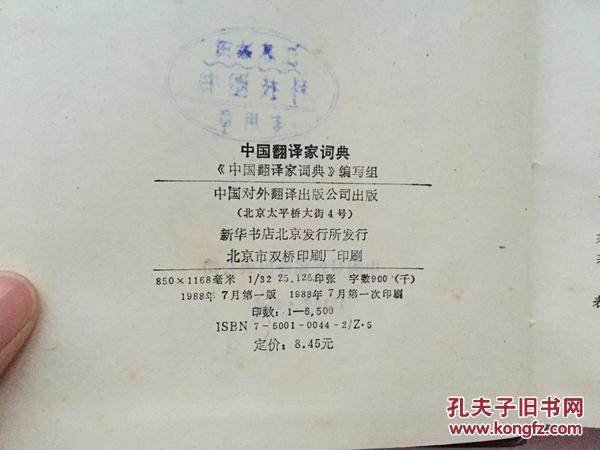 中国翻译家词典
《中国翻译家词典》编写组
中国对外翻译出版公司出版
（北京太平桥大街4号）
新华书店北京发行所发行
北京市双桥印刷厂印刷
850×1168毫米 1/32 25.125印张 字数900（千）
1988年7月第一版 1988年7月第一次印刷
印数：1—6,500
ISBN 7-5001-0044-2/Z·5
定价：8.45元
孔夫子旧书网
www.kongfz.com